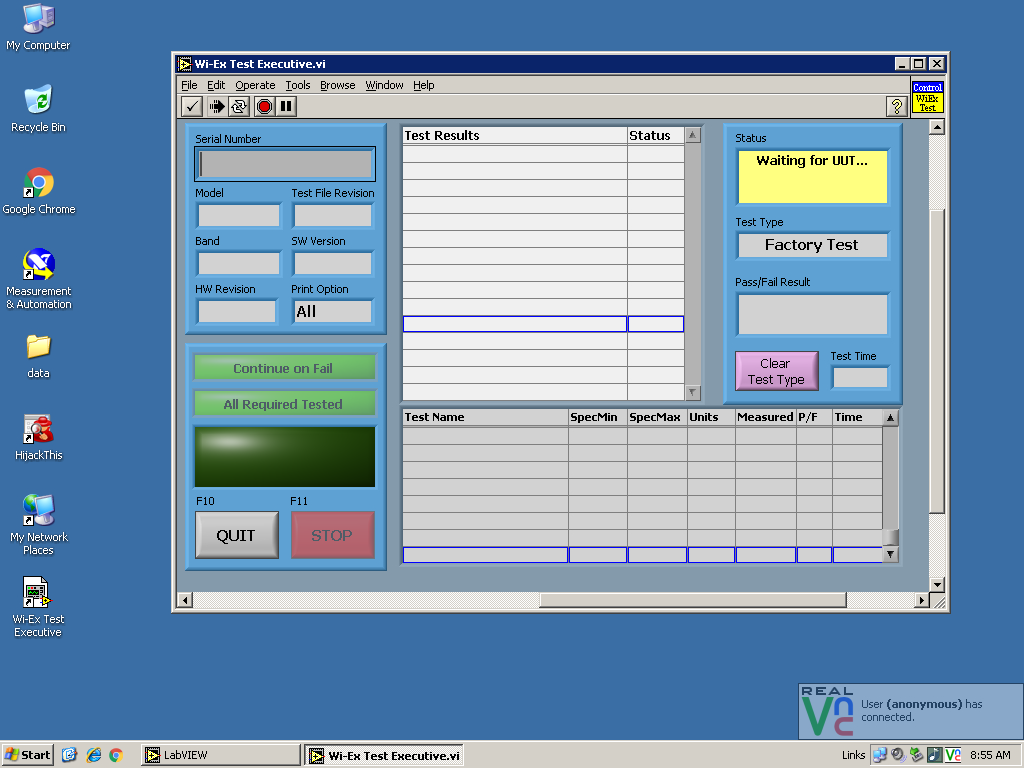 My Computer
Recycle Bin
Google Chrome
Measurement
& Automation
data
HijackThis
My Network
Places
Wi-Ex Test
Executive
Wi-Ex Test Executive.vi
File Edit Operate Tools Browse Window Help
Control
WiEx
Test
Serial Number
Model Test File Revision
Band SW Version
HW Revision Print Option
All
Continue on Fail
All Required Tested
F10 F11
QUIT STOP
Test Results Status
Status
Waiting for UUT...
Test Type
Factory Test
Pass/Fail Result
Clear
Test Type
Test Time
Test Name SpecMin SpecMax Units Measured P/F Time
REAL
VNC
User (anonymous) has
connected.
Start LabVIEW Wi-Ex Test Executive.vi Links 8:55 AM